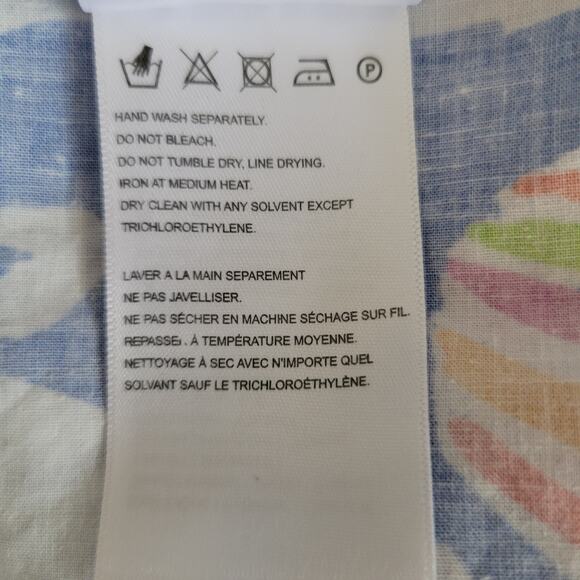 P
HAND WASH SEPARATELY.
DO NOT BLEACH.
DO NOT TUMBLE DRY, LINE DRYING.
IRON AT MEDIUM HEAT.
DRY CLEAN WITH ANY SOLVENT EXCEPT
TRICHLOROETHYLENE.
LAVER A LA MAIN SEPAREMENT
NE PAS JAVELLISER.
NE PAS SÉCHER EN MACHINE SÉCHAGE SUR FIL.
REPASSER À TEMPÉRATURE MOYENNE.
NETTOYAGE À SEC AVEC N'IMPORTE QUEL
SOLVANT SAUF LE TRICHLOROÉTHYLÈNE.